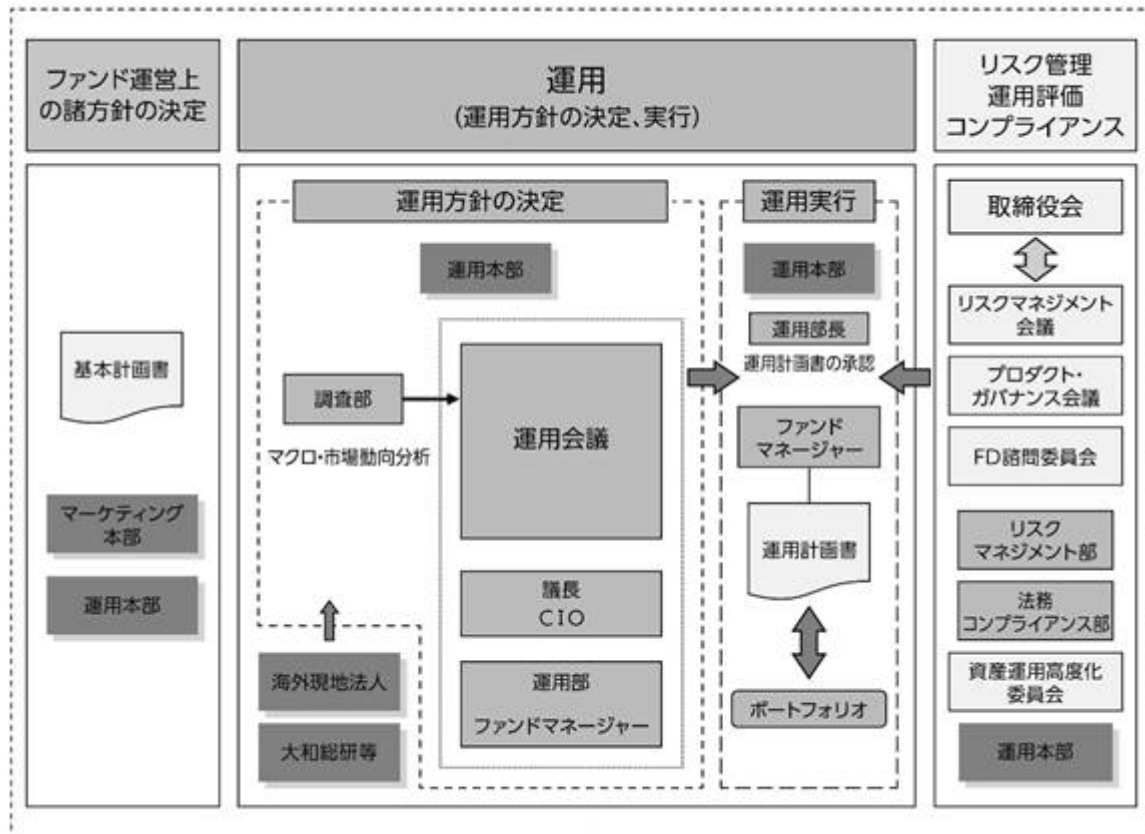 ファンド運営上
の諸方針の決定
運用
(運用方針の決定、実行)
リスク管理
運用評価
コンプライアンス
基本計画書
マーケティング
本部
運用本部
運用方針の決定
運用本部
調査部
マクロ・市場動向分析
運用会議
議長
CIO
運用部
ファンドマネージャー
海外現地法人
大和総研等
運用実行
運用本部
運用部長
運用計画書の承認
ファンド
マネージャー
運用計画書
ポートフォリオ
取締役会
リスクマネジメント
会議
プロダクト・
ガバナンス会議
FD諮問委員会
リスク
マネジメント部
法務
コンプライアンス部
資産運用高度化
委員会
運用本部